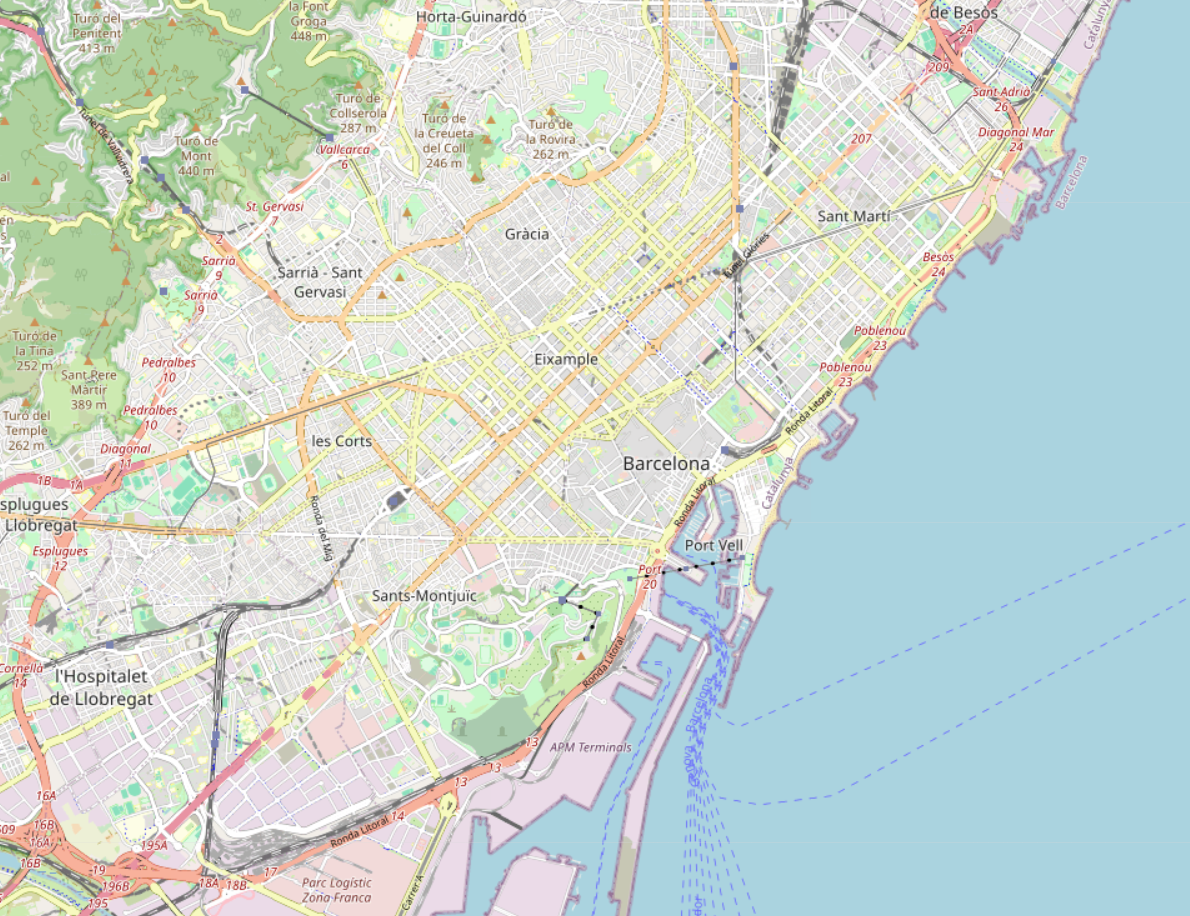 Turó del
Penitent
413 m
la Font
Groga
448 m
Horta-Guinardó
de Besòs
2A
Catalunya
209
Sant Adrià
26
Túnel de Vallvidrera
Turó de
Mont
440 m
Turó de
Collserola
287 m
Vallcarca
6
Turó de
la Creueta
del Coll
246 m
Turó de
la Rovira
262 m
207
Diagonal Mar
24
Barcelona
al
en
s
St. Gervasi
7
2
Gràcia
Sant Martí
Túnel Glòries
Sarrià
9
Sarrià
9
Sarrià - Sant
Gervasi
Besòs
24
Turó de
la Tina
252 m
Sant Pere
Màrtir
389 m
Pedralbes
10
Pedralbes
10
Eixample
Poblenou
23
Poblenou
23
Turó del
Temple
262 m
Diagonal
11
les Corts
Ronda Litoral
Barcelona
Catalunya
1B
1A
splugues
Llobregat
Ronda del Mig
Ronda Litoral
Esplugues
12
Port Vell
Port
20
Sants-Montjuïc
Cornellà
14
l'Hospitalet
de Llobregat
Ronda Litoral
13
APM Terminals
13
13
Barcelona
16A
16B
509
16A
16B
195A
14
Ronda Litoral
-19
196B
195
18A
18B
17
Parc Logístic
Zona Franca
Carrer A
dor